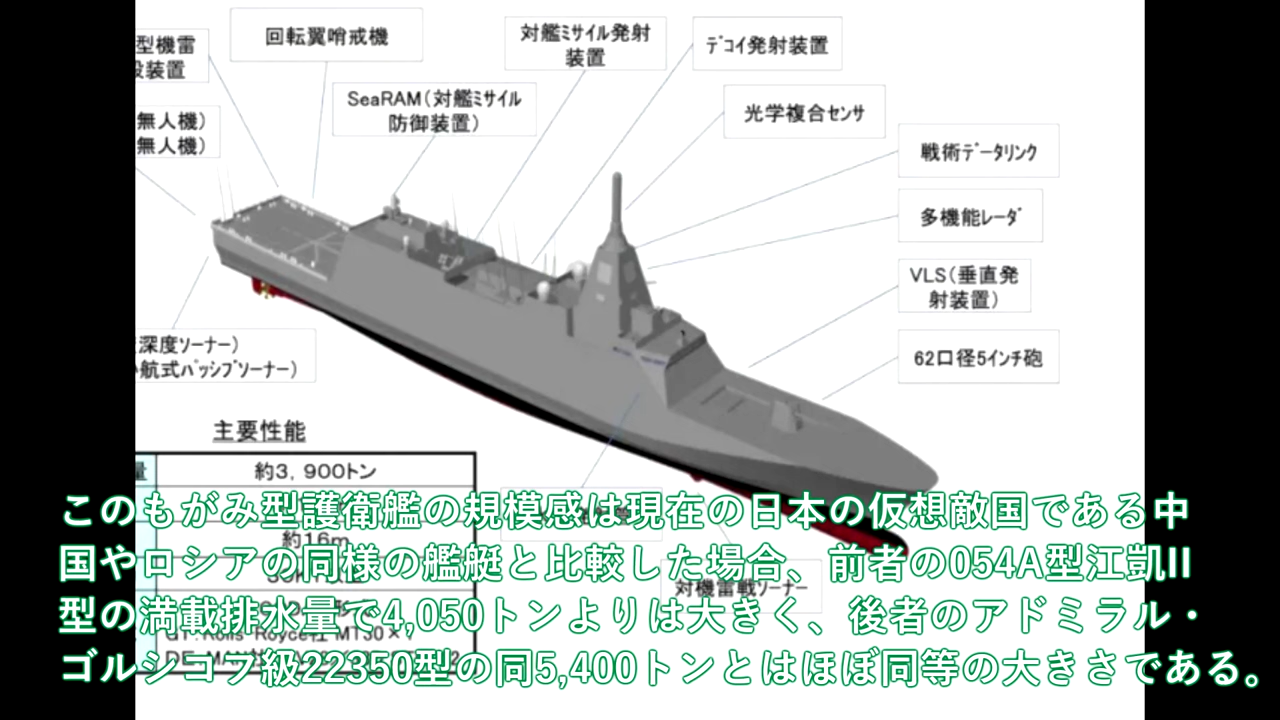 型機雷
設装置
回転翼哨戒機
対艦ミサイル発射
装置
デコイ発射装置
SeaRAM(対艦ミサイル
防御装置)
光学複合センサ
無人機)
無人機)
戦術データリンク
多機能レーダ
VLS(垂直発
射装置)
62口径5インチ砲
深度ソーナー)
航式パッシブソーナー)
主要性能
量 約3,900トン
約16m
対機雷戦ソーナー
このもがみ型護衛艦の規模感は現在の日本の仮想敵国である中
国やロシアの同様の艦艇と比較した場合、前者の054A型江凱II
型の満載排水量で4,050トンよりは大きく、後者のアドミラル・
ゴルシコフ級22350型の同5,400トンとはほぼ同等の大きさである。